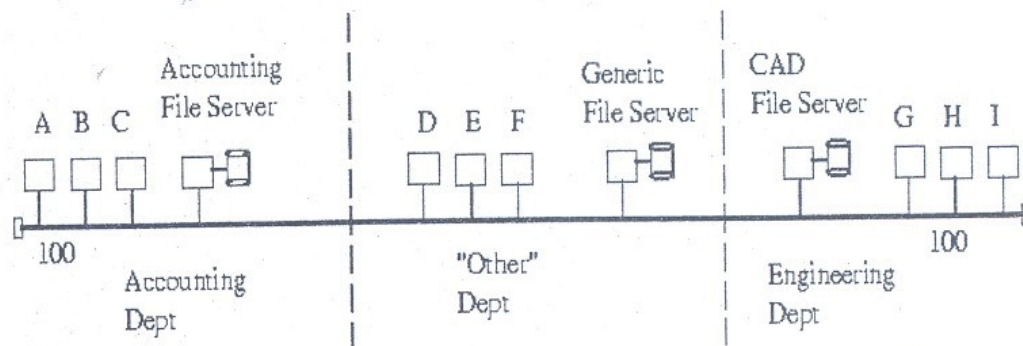 Accounting
File Server
A B C
D E F
Generic
File Server
CAD
File Server
G H I
100
Accounting
Dept
"Other"
Dept
100
Engineering
Dept